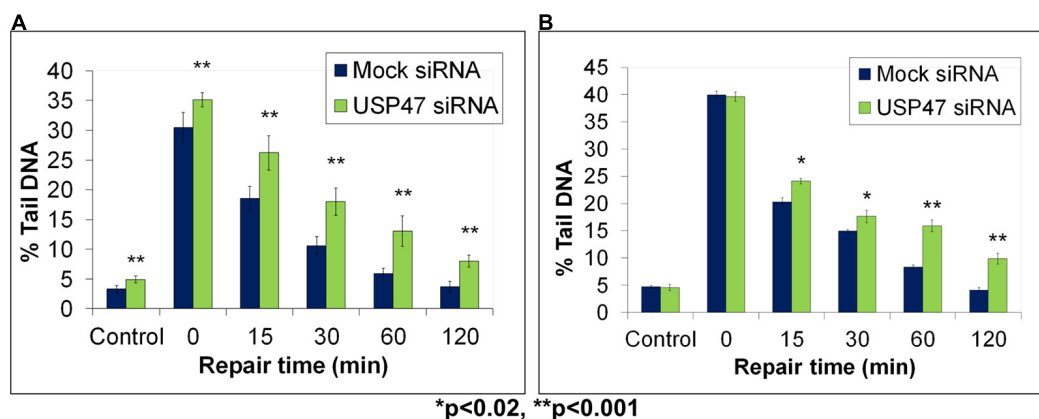 A
Mock siRNA
USP47 siRNA
% Tail DNA
40
35
30
25
20
15
10
5
0
** ** ** ** ** **
Control 0 15 30 60 120
Repair time (min)
B
Mock siRNA
USP47 siRNA
% Tail DNA
45
40
35
30
25
20
15
10
5
0
* * ** **
Control 0 15 30 60 120
Repair time (min)
*p<0.02, **p<0.001